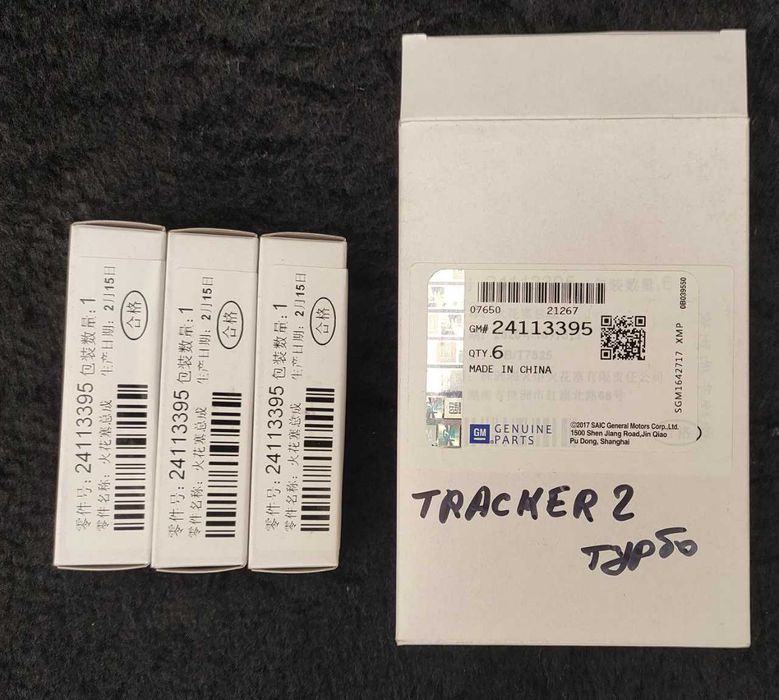 零件号: 24113395 包装数量: 1
零件名称: 火花塞总成 生产日期: 2月15日
合格
零件号: 24113395 包装数量: 1
零件名称: 火花塞总成 生产日期: 2月15日
合格
零件号: 24113395 包装数量: 1
零件名称: 火花塞总成 生产日期: 2月15日
合格
07650 21267
GM# 24113395
QTY. 6
MADE IN CHINA
SGM1642717 XMP
0B039550
GM GENUINE
PARTS
©2017 SAIC General Motors Corp.,Ltd.
1500 Shen Jiang Road,Jin Qiao
Pu Dong, Shanghai
TRACKER 2
турбо